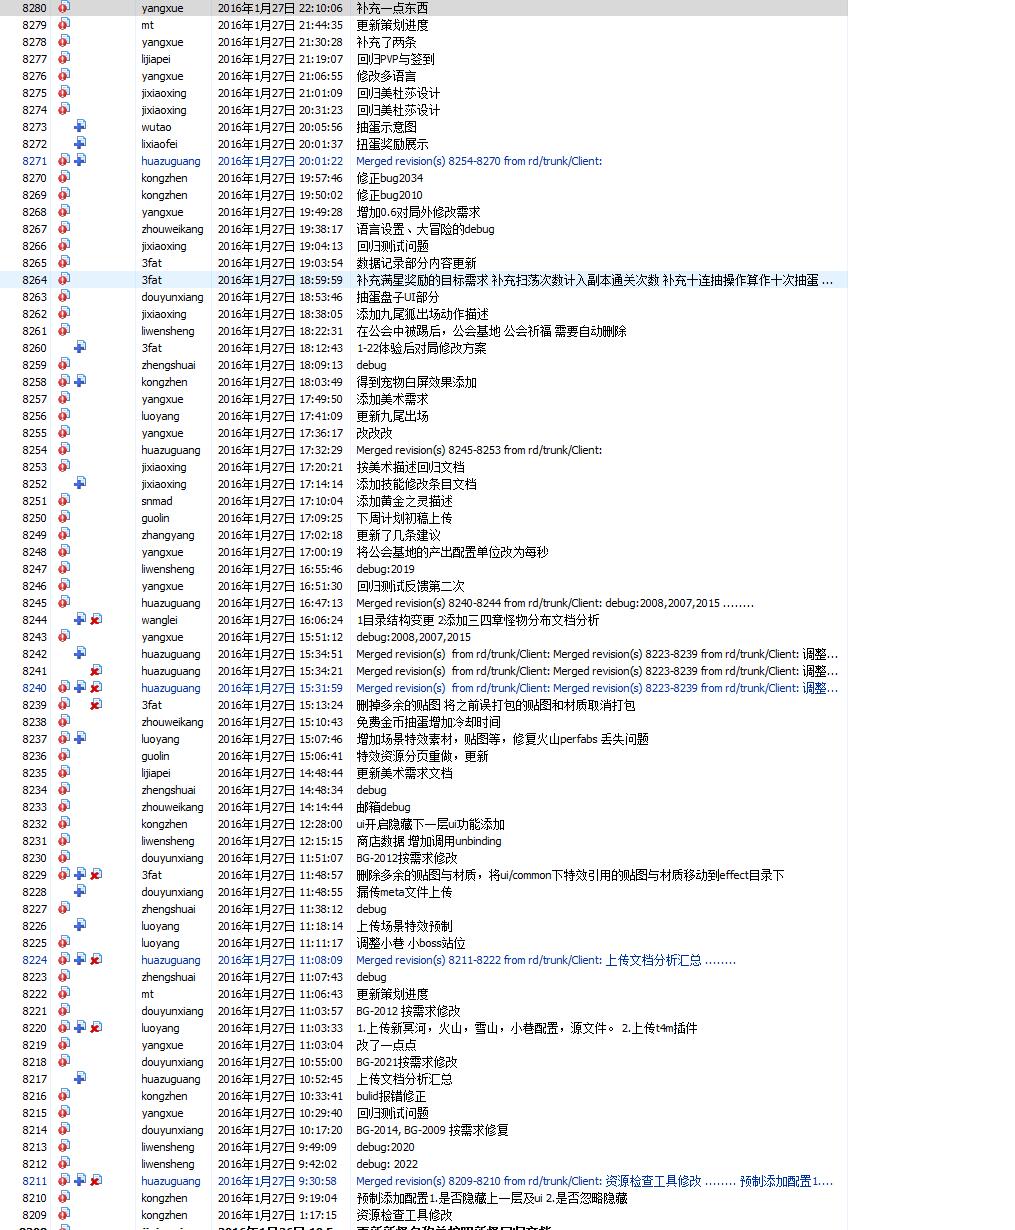 8280 yangxue 2016年1月27日 22:10:06 补充一点东西
8279 mt 2016年1月27日 21:44:35 更新策划进度
8278 yangxue 2016年1月27日 21:30:28 补充了两条
8277 lijiapei 2016年1月27日 21:19:07 回归PVP与签到
8276 yangxue 2016年1月27日 21:06:55 修改多语言
8275 jixiaoxing 2016年1月27日 21:01:09 回归美杜莎设计
8274 jixiaoxing 2016年1月27日 20:31:23 回归美杜莎设计
8273 wutao 2016年1月27日 20:05:56 抽蛋示意图
8272 lixiaofei 2016年1月27日 20:01:37 扭蛋奖励展示
8271 huazuguang 2016年1月27日 20:01:22 Merged revision(s) 8254-8270 from rd/trunk/Client:
8270 kongzhen 2016年1月27日 19:57:46 修正bug2034
8269 kongzhen 2016年1月27日 19:50:02 修正bug2010
8268 yangxue 2016年1月27日 19:49:28 增加0.6对局外修改需求
8267 zhouweikang 2016年1月27日 19:38:17 语言设置、大冒险的debug
8266 jixiaoxing 2016年1月27日 19:04:13 回归测试问题
8265 3fat 2016年1月27日 19:03:54 数据记录部分内容更新
8264 3fat 2016年1月27日 18:59:59 补充满星奖励的目标需求 补充扫荡次数计入副本通关次数 补充十连抽操作算作十次抽蛋 ...
8263 douyunxiang 2016年1月27日 18:53:46 抽蛋盘子UI部分
8262 jixiaoxing 2016年1月27日 18:38:05 添加九尾狐出场动作描述
8261 liwensheng 2016年1月27日 18:22:31 在公会中被踢后，公会基地 公会祈福 需要自动删除
8260 3fat 2016年1月27日 18:12:43 1-22体验后对局修改方案
8259 zhengshuai 2016年1月27日 18:09:13 debug
8258 kongzhen 2016年1月27日 18:03:49 得到宠物白屏效果添加
8257 yangxue 2016年1月27日 17:49:50 添加美术需求
8256 luoyang 2016年1月27日 17:41:09 更新九尾出场
8255 yangxue 2016年1月27日 17:36:17 改改改
8254 huazuguang 2016年1月27日 17:32:29 Merged revision(s) 8245-8253 from rd/trunk/Client:
8253 jixiaoxing 2016年1月27日 17:20:21 按美术描述回归文档
8252 jixiaoxing 2016年1月27日 17:14:14 添加技能修改条目文档
8251 snmad 2016年1月27日 17:10:04 添加黄金之灵描述
8250 guolin 2016年1月27日 17:09:25 下周计划初稿上传
8249 zhangyang 2016年1月27日 17:02:18 更新了几条建议
8248 yangxue 2016年1月27日 17:00:19 将公会基地的产出配置单位改为每秒
8247 liwensheng 2016年1月27日 16:55:46 debug:2019
8246 yangxue 2016年1月27日 16:51:30 回归测试反馈第二次
8245 huazuguang 2016年1月27日 16:47:13 Merged revision(s) 8240-8244 from rd/trunk/Client: debug:2008,2007,2015 ........
8244 wanglei 2016年1月27日 16:06:24 1目录结构变更 2添加三四章怪物分布文档分析
8243 yangxue 2016年1月27日 15:51:12 debug:2008,2007,2015
8242 huazuguang 2016年1月27日 15:34:51 Merged revision(s) from rd/trunk/Client: Merged revision(s) 8223-8239 from rd/trunk/Client: 调整...
8241 huazuguang 2016年1月27日 15:34:21 Merged revision(s) from rd/trunk/Client: Merged revision(s) 8223-8239 from rd/trunk/Client: 调整...
8240 huazuguang 2016年1月27日 15:31:59 Merged revision(s) from rd/trunk/Client: Merged revision(s) 8223-8239 from rd/trunk/Client: 调整...
8239 3fat 2016年1月27日 15:13:24 删掉多余的贴图 将之前误打包的贴图和材质取消打包
8238 zhouweikang 2016年1月27日 15:10:43 免费金币抽蛋增加冷却时间
8237 luoyang 2016年1月27日 15:07:46 增加场景特效素材，贴图等，修复火山perfabs 丢失问题
8236 guolin 2016年1月27日 15:06:41 特效资源分页重做，更新
8235 lijiapei 2016年1月27日 14:48:44 更新美术需求文档
8234 zhengshuai 2016年1月27日 14:48:34 debug
8233 zhouweikang 2016年1月27日 14:14:44 邮箱debug
8232 kongzhen 2016年1月27日 12:28:00 ui开启隐藏下一层ui功能添加
8231 liwensheng 2016年1月27日 12:15:15 商店数据 增加调用unbinding
8230 douyunxiang 2016年1月27日 11:51:07 BG-2012按需求修改
8229 3fat 2016年1月27日 11:48:57 删除多余的贴图与材质，将ui/common下特效引用的贴图与材质移动到effect目录下
8228 douyunxiang 2016年1月27日 11:48:55 漏传meta文件上传
8227 zhengshuai 2016年1月27日 11:38:12 debug
8226 luoyang 2016年1月27日 11:18:14 上传场景特效预制
8225 luoyang 2016年1月27日 11:11:17 调整小巷 小boss站位
8224 huazuguang 2016年1月27日 11:08:09 Merged revision(s) 8211-8222 from rd/trunk/Client: 上传文档分析汇总 ........
8223 zhengshuai 2016年1月27日 11:07:43 debug
8222 mt 2016年1月27日 11:06:43 更新策划进度
8221 douyunxiang 2016年1月27日 11:03:57 BG-2012 按需求修改
8220 luoyang 2016年1月27日 11:03:33 1.上传新冥河，火山，雪山，小巷配置，源文件。 2.上传t4m插件
8219 yangxue 2016年1月27日 11:03:04 改了一点点
8218 douyunxiang 2016年1月27日 10:55:00 BG-2021按需求修改
8217 huazuguang 2016年1月27日 10:52:45 上传文档分析汇总
8216 kongzhen 2016年1月27日 10:33:41 bulid报错修正
8215 yangxue 2016年1月27日 10:29:40 回归测试问题
8214 douyunxiang 2016年1月27日 10:17:20 BG-2014, BG-2009 按需求修复
8213 liwensheng 2016年1月27日 9:49:09 debug:2020
8212 liwensheng 2016年1月27日 9:42:02 debug: 2022
8211 huazuguang 2016年1月27日 9:30:58 Merged revision(s) 8209-8210 from rd/trunk/Client: 资源检查工具修改 ........ 预制添加配置1....
8210 kongzhen 2016年1月27日 9:19:04 预制添加配置1.是否隐藏上一层及ui 2.是否忽略隐藏
8209 kongzhen 2016年1月27日 1:17:15 资源检查工具修改